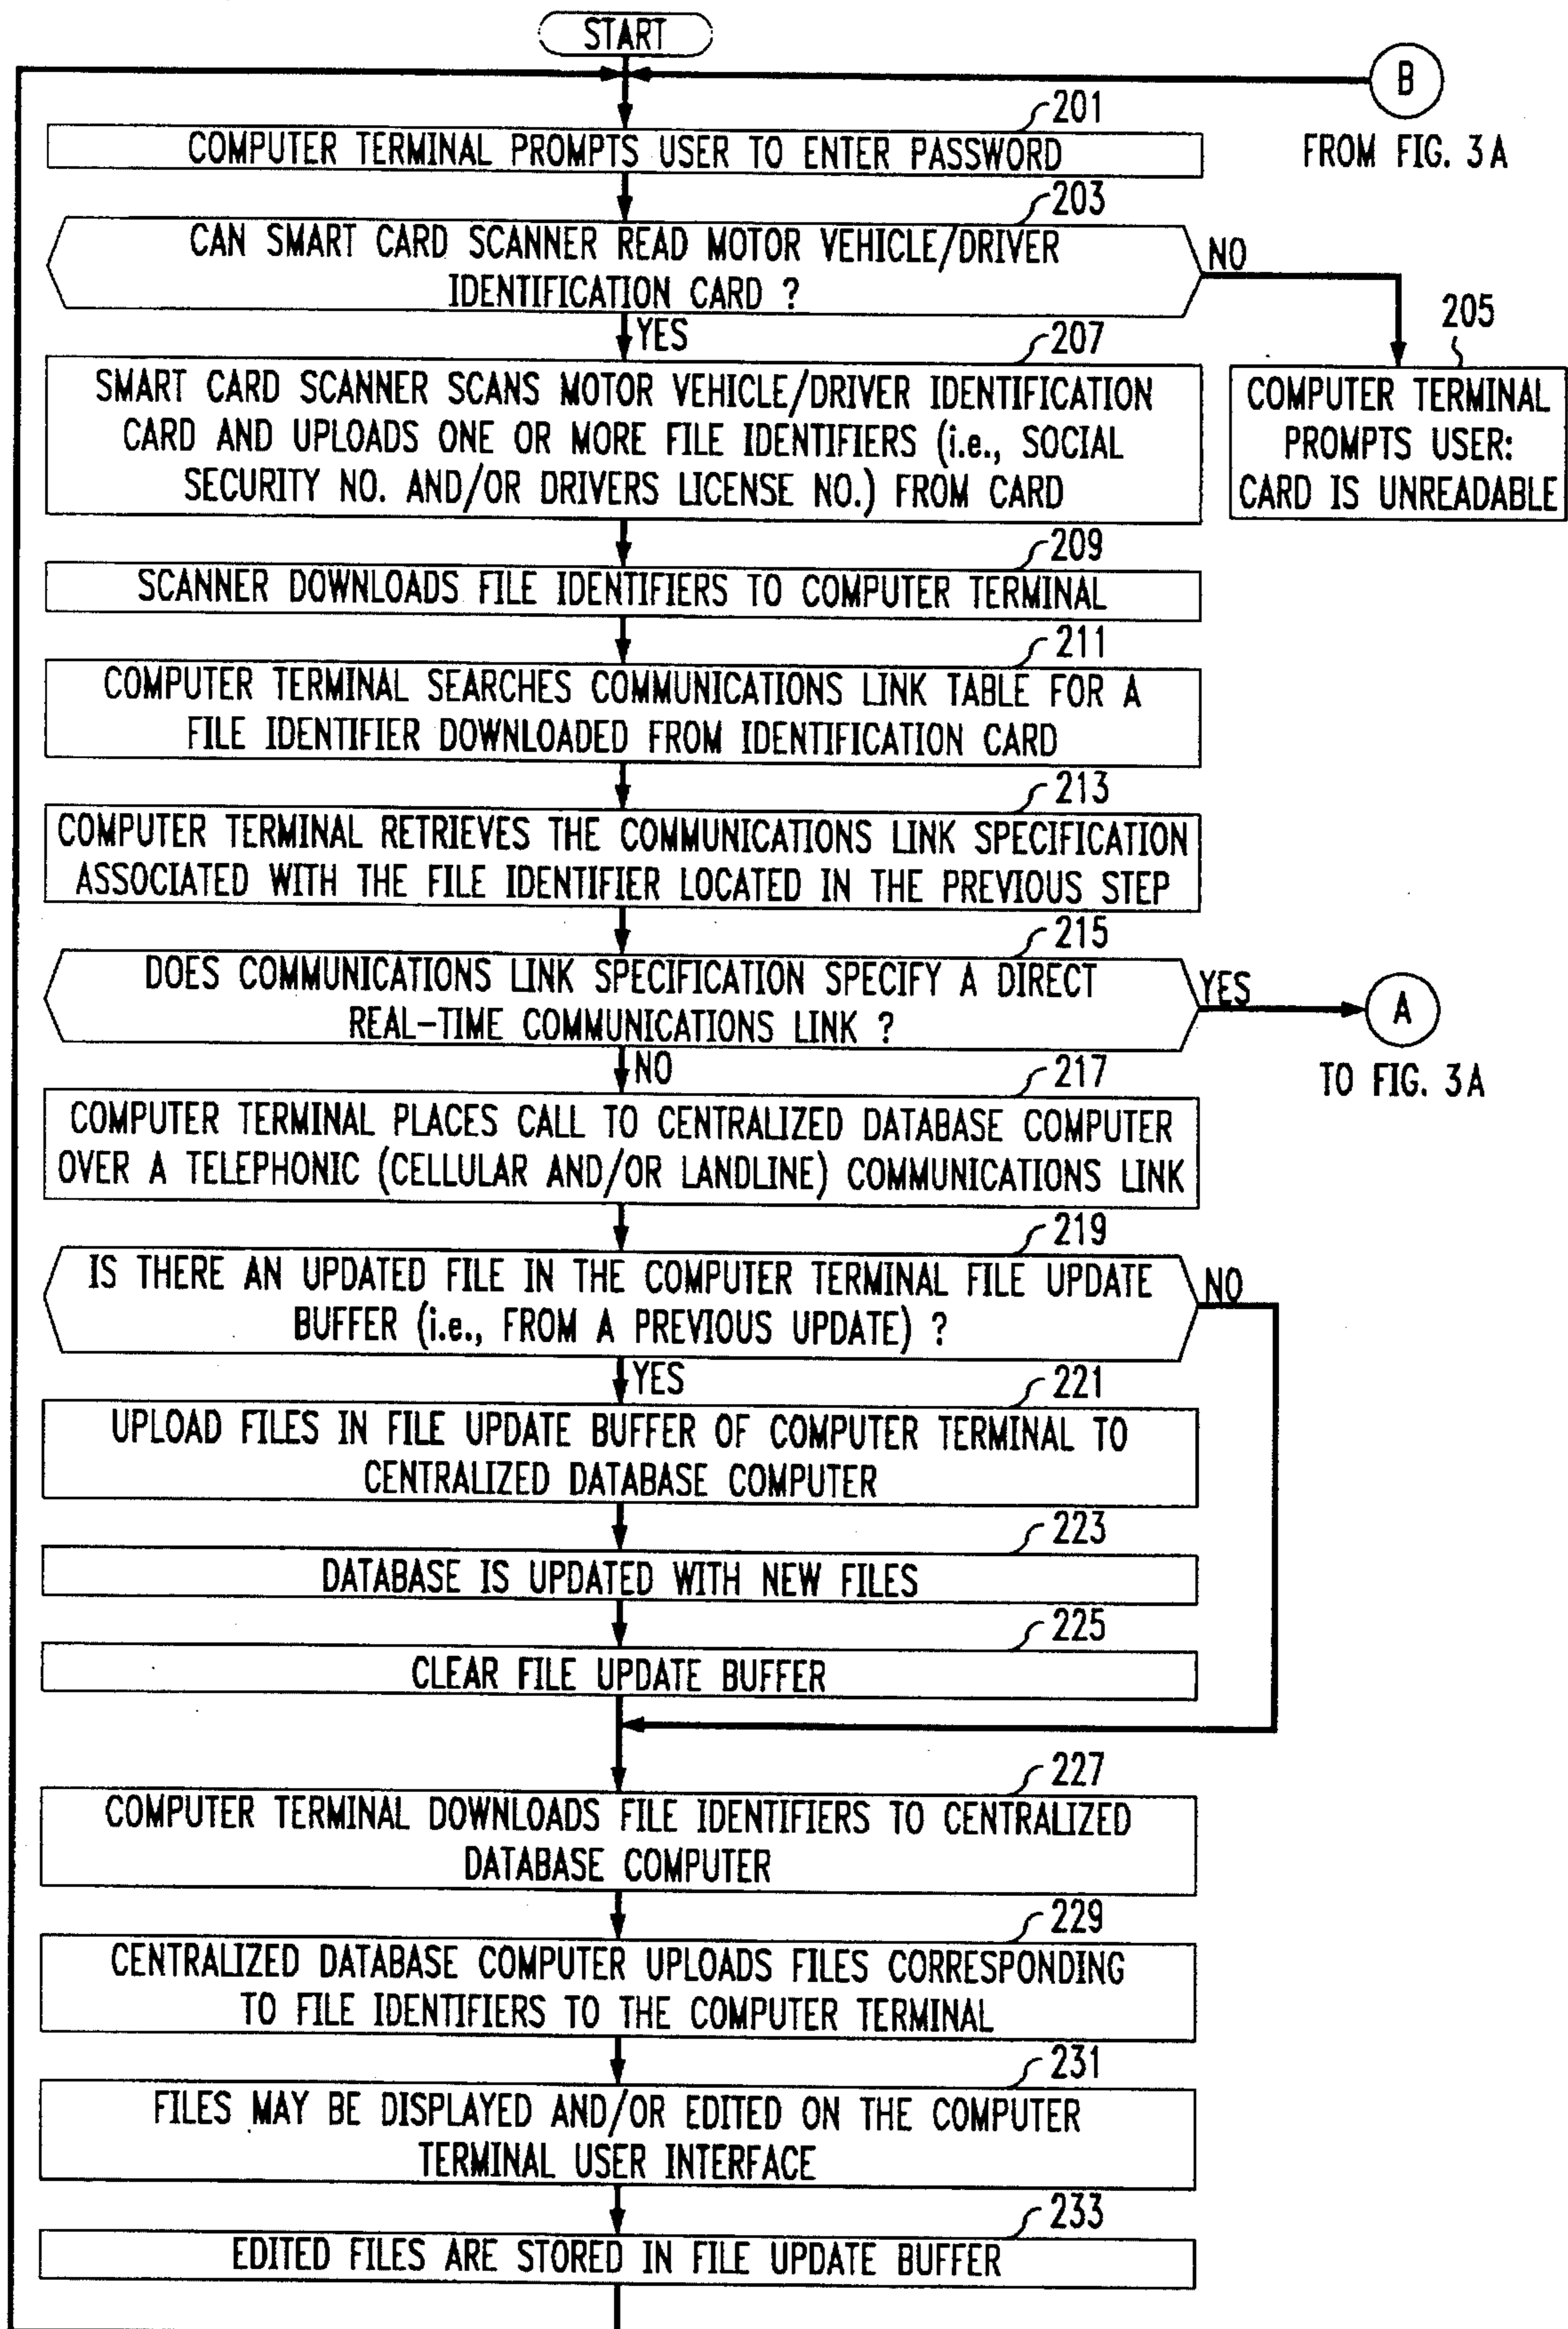 START
B
FROM FIG. 3A
201
COMPUTER TERMINAL PROMPTS USER TO ENTER PASSWORD
203
CAN SMART CARD SCANNER READ MOTOR VEHICLE/DRIVER
IDENTIFICATION CARD ?
NO
YES
205
COMPUTER TERMINAL
PROMPTS USER:
CARD IS UNREADABLE
207
SMART CARD SCANNER SCANS MOTOR VEHICLE/DRIVER IDENTIFICATION
CARD AND UPLOADS ONE OR MORE FILE IDENTIFIERS (i.e., SOCIAL
SECURITY NO. AND/OR DRIVERS LICENSE NO.) FROM CARD
209
SCANNER DOWNLOADS FILE IDENTIFIERS TO COMPUTER TERMINAL
211
COMPUTER TERMINAL SEARCHES COMMUNICATIONS LINK TABLE FOR A
FILE IDENTIFIER DOWNLOADED FROM IDENTIFICATION CARD
213
COMPUTER TERMINAL RETRIEVES THE COMMUNICATIONS LINK SPECIFICATION
ASSOCIATED WITH THE FILE IDENTIFIER LOCATED IN THE PREVIOUS STEP
215
DOES COMMUNICATIONS LINK SPECIFICATION SPECIFY A DIRECT
REAL-TIME COMMUNICATIONS LINK ?
YES
A
TO FIG. 3A
NO
217
COMPUTER TERMINAL PLACES CALL TO CENTRALIZED DATABASE COMPUTER
OVER A TELEPHONIC (CELLULAR AND/OR LANDLINE) COMMUNICATIONS LINK
219
IS THERE AN UPDATED FILE IN THE COMPUTER TERMINAL FILE UPDATE
BUFFER (i.e., FROM A PREVIOUS UPDATE) ?
NO
YES
221
UPLOAD FILES IN FILE UPDATE BUFFER OF COMPUTER TERMINAL TO
CENTRALIZED DATABASE COMPUTER
223
DATABASE IS UPDATED WITH NEW FILES
225
CLEAR FILE UPDATE BUFFER
227
COMPUTER TERMINAL DOWNLOADS FILE IDENTIFIERS TO CENTRALIZED
DATABASE COMPUTER
229
CENTRALIZED DATABASE COMPUTER UPLOADS FILES CORRESPONDING
TO FILE IDENTIFIERS TO THE COMPUTER TERMINAL
231
FILES MAY BE DISPLAYED AND/OR EDITED ON THE COMPUTER
TERMINAL USER INTERFACE
233
EDITED FILES ARE STORED IN FILE UPDATE BUFFER